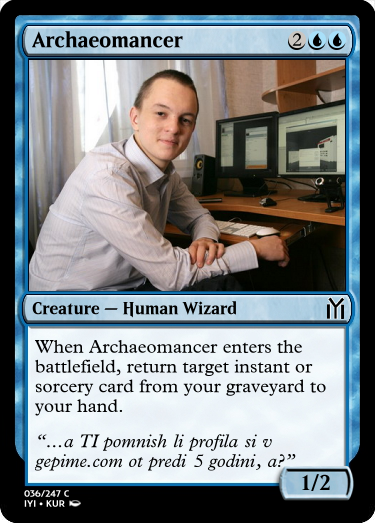 Archaeomancer 2
Creature — Human Wizard
When Archaeomancer enters the
battlefield, return target instant or
sorcery card from your graveyard to
your hand.
“…a TI pomnish li profila si v
gepime.com ot predi 5 godini, a?”
1/2
036/247 C
IYI • KUR